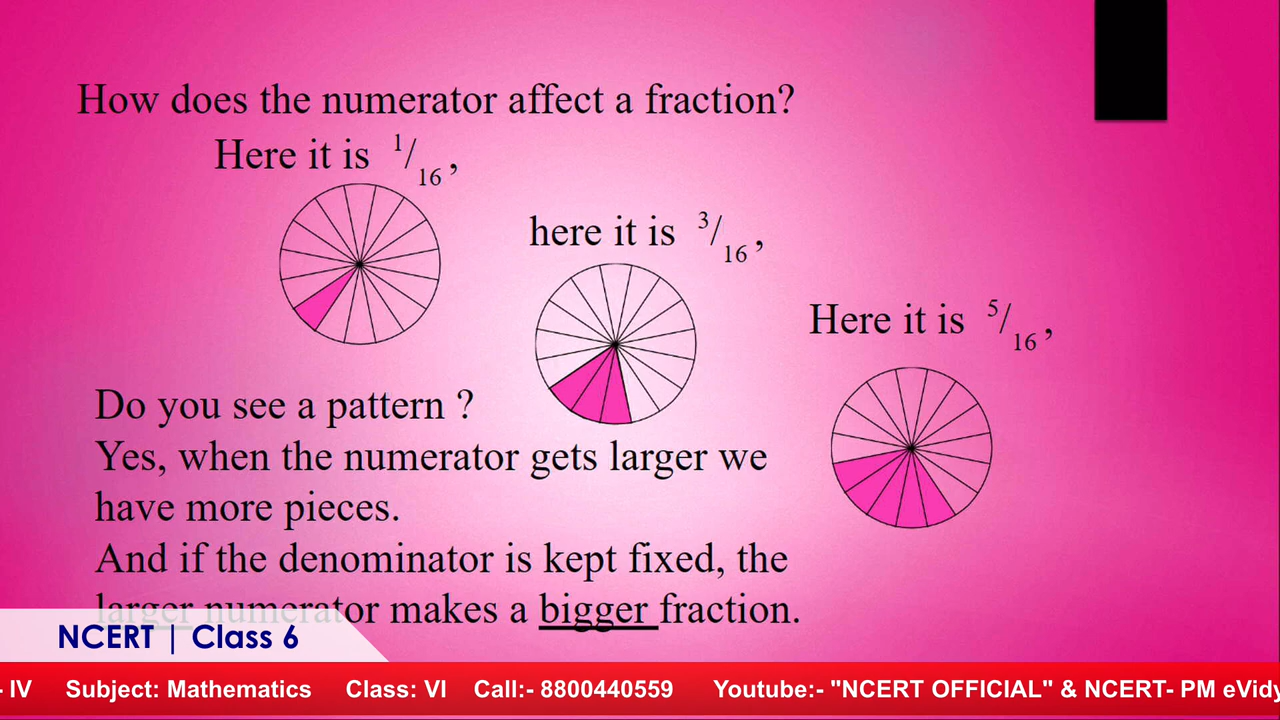 How does the numerator affect a fraction?
Here it is 1/16,
here it is 3/16,
Here it is 5/16,
Do you see a pattern ?
Yes, when the numerator gets larger we
have more pieces.
And if the denominator is kept fixed, the
larger numerator makes a bigger fraction.
NCERT | Class 6
- IV Subject: Mathematics Class: VI Call:- 8800440559 Youtube:- "NCERT OFFICIAL" & NCERT- PM eVidy